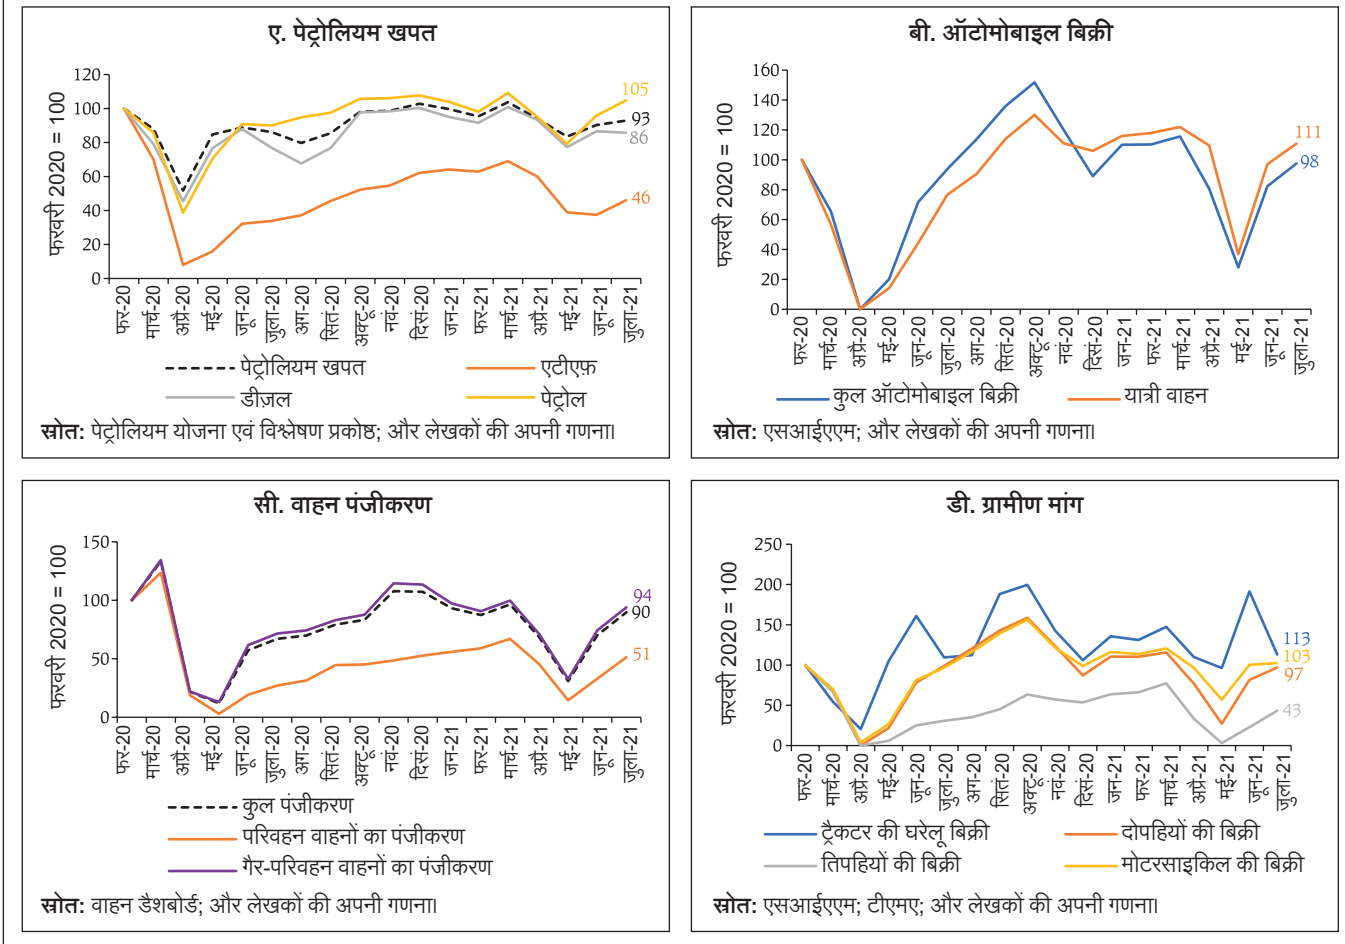 ए. पेट्रोलियम खपत
फरवरी 2020 = 100
120
100
80
60
40
20
0
105
93
86
46
फर-20
मार्च-20
अप्रै-20
मई-20
जून-20
जुला-20
अग-20
सितं-20
अक्टू-20
नवं-20
दिसं-20
जन-21
फर-21
मार्च-21
अप्रै-21
मई-21
जून-21
जुला-21
पेट्रोलियम खपत
एटीएफ़
डीज़ल
पेट्रोल
स्रोत: पेट्रोलियम योजना एवं विश्लेषण प्रकोष्ठ; और लेखकों की अपनी गणना।
बी. ऑटोमोबाइल बिक्री
फरवरी 2020 = 100
160
140
120
100
80
60
40
20
0
111
98
फर-20
मार्च-20
अप्रै-20
मई-20
जून-20
जुला-20
अग-20
सितं-20
अक्टू-20
नवं-20
दिसं-20
जन-21
फर-21
मार्च-21
अप्रै-21
मई-21
जून-21
जुला-21
कुल ऑटोमोबाइल बिक्री
यात्री वाहन
स्रोत: एसआईएएम; और लेखकों की अपनी गणना।
सी. वाहन पंजीकरण
फरवरी 2020 = 100
150
100
50
0
94
90
51
फर-20
मार्च-20
अप्रै-20
मई-20
जून-20
जुला-20
अग-20
सितं-20
अक्टू-20
नवं-20
दिसं-20
जन-21
फर-21
मार्च-21
अप्रै-21
मई-21
जून-21
जुला-21
कुल पंजीकरण
परिवहन वाहनों का पंजीकरण
गैर-परिवहन वाहनों का पंजीकरण
स्रोत: वाहन डैशबोर्ड; और लेखकों की अपनी गणना।
डी. ग्रामीण मांग
फरवरी 2020 = 100
250
200
150
100
50
0
113
103
97
43
फर-20
मार्च-20
अप्रै-20
मई-20
जून-20
जुला-20
अग-20
सितं-20
अक्टू-20
नवं-20
दिसं-20
जन-21
फर-21
मार्च-21
अप्रै-21
मई-21
जून-21
जुला-21
ट्रैकटर की घरेलू बिक्री
दोपहियों की बिक्री
तिपहियों की बिक्री
मोटरसाइकिल की बिक्री
स्रोत: एसआईएएम; टीएमए; और लेखकों की अपनी गणना।